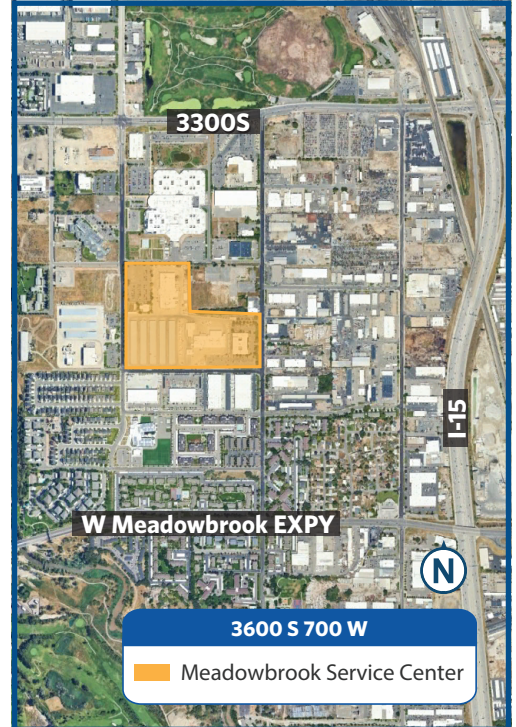 3300S
I-15
W Meadowbrook EXPY
N
3600 S 700 W
Meadowbrook Service Center